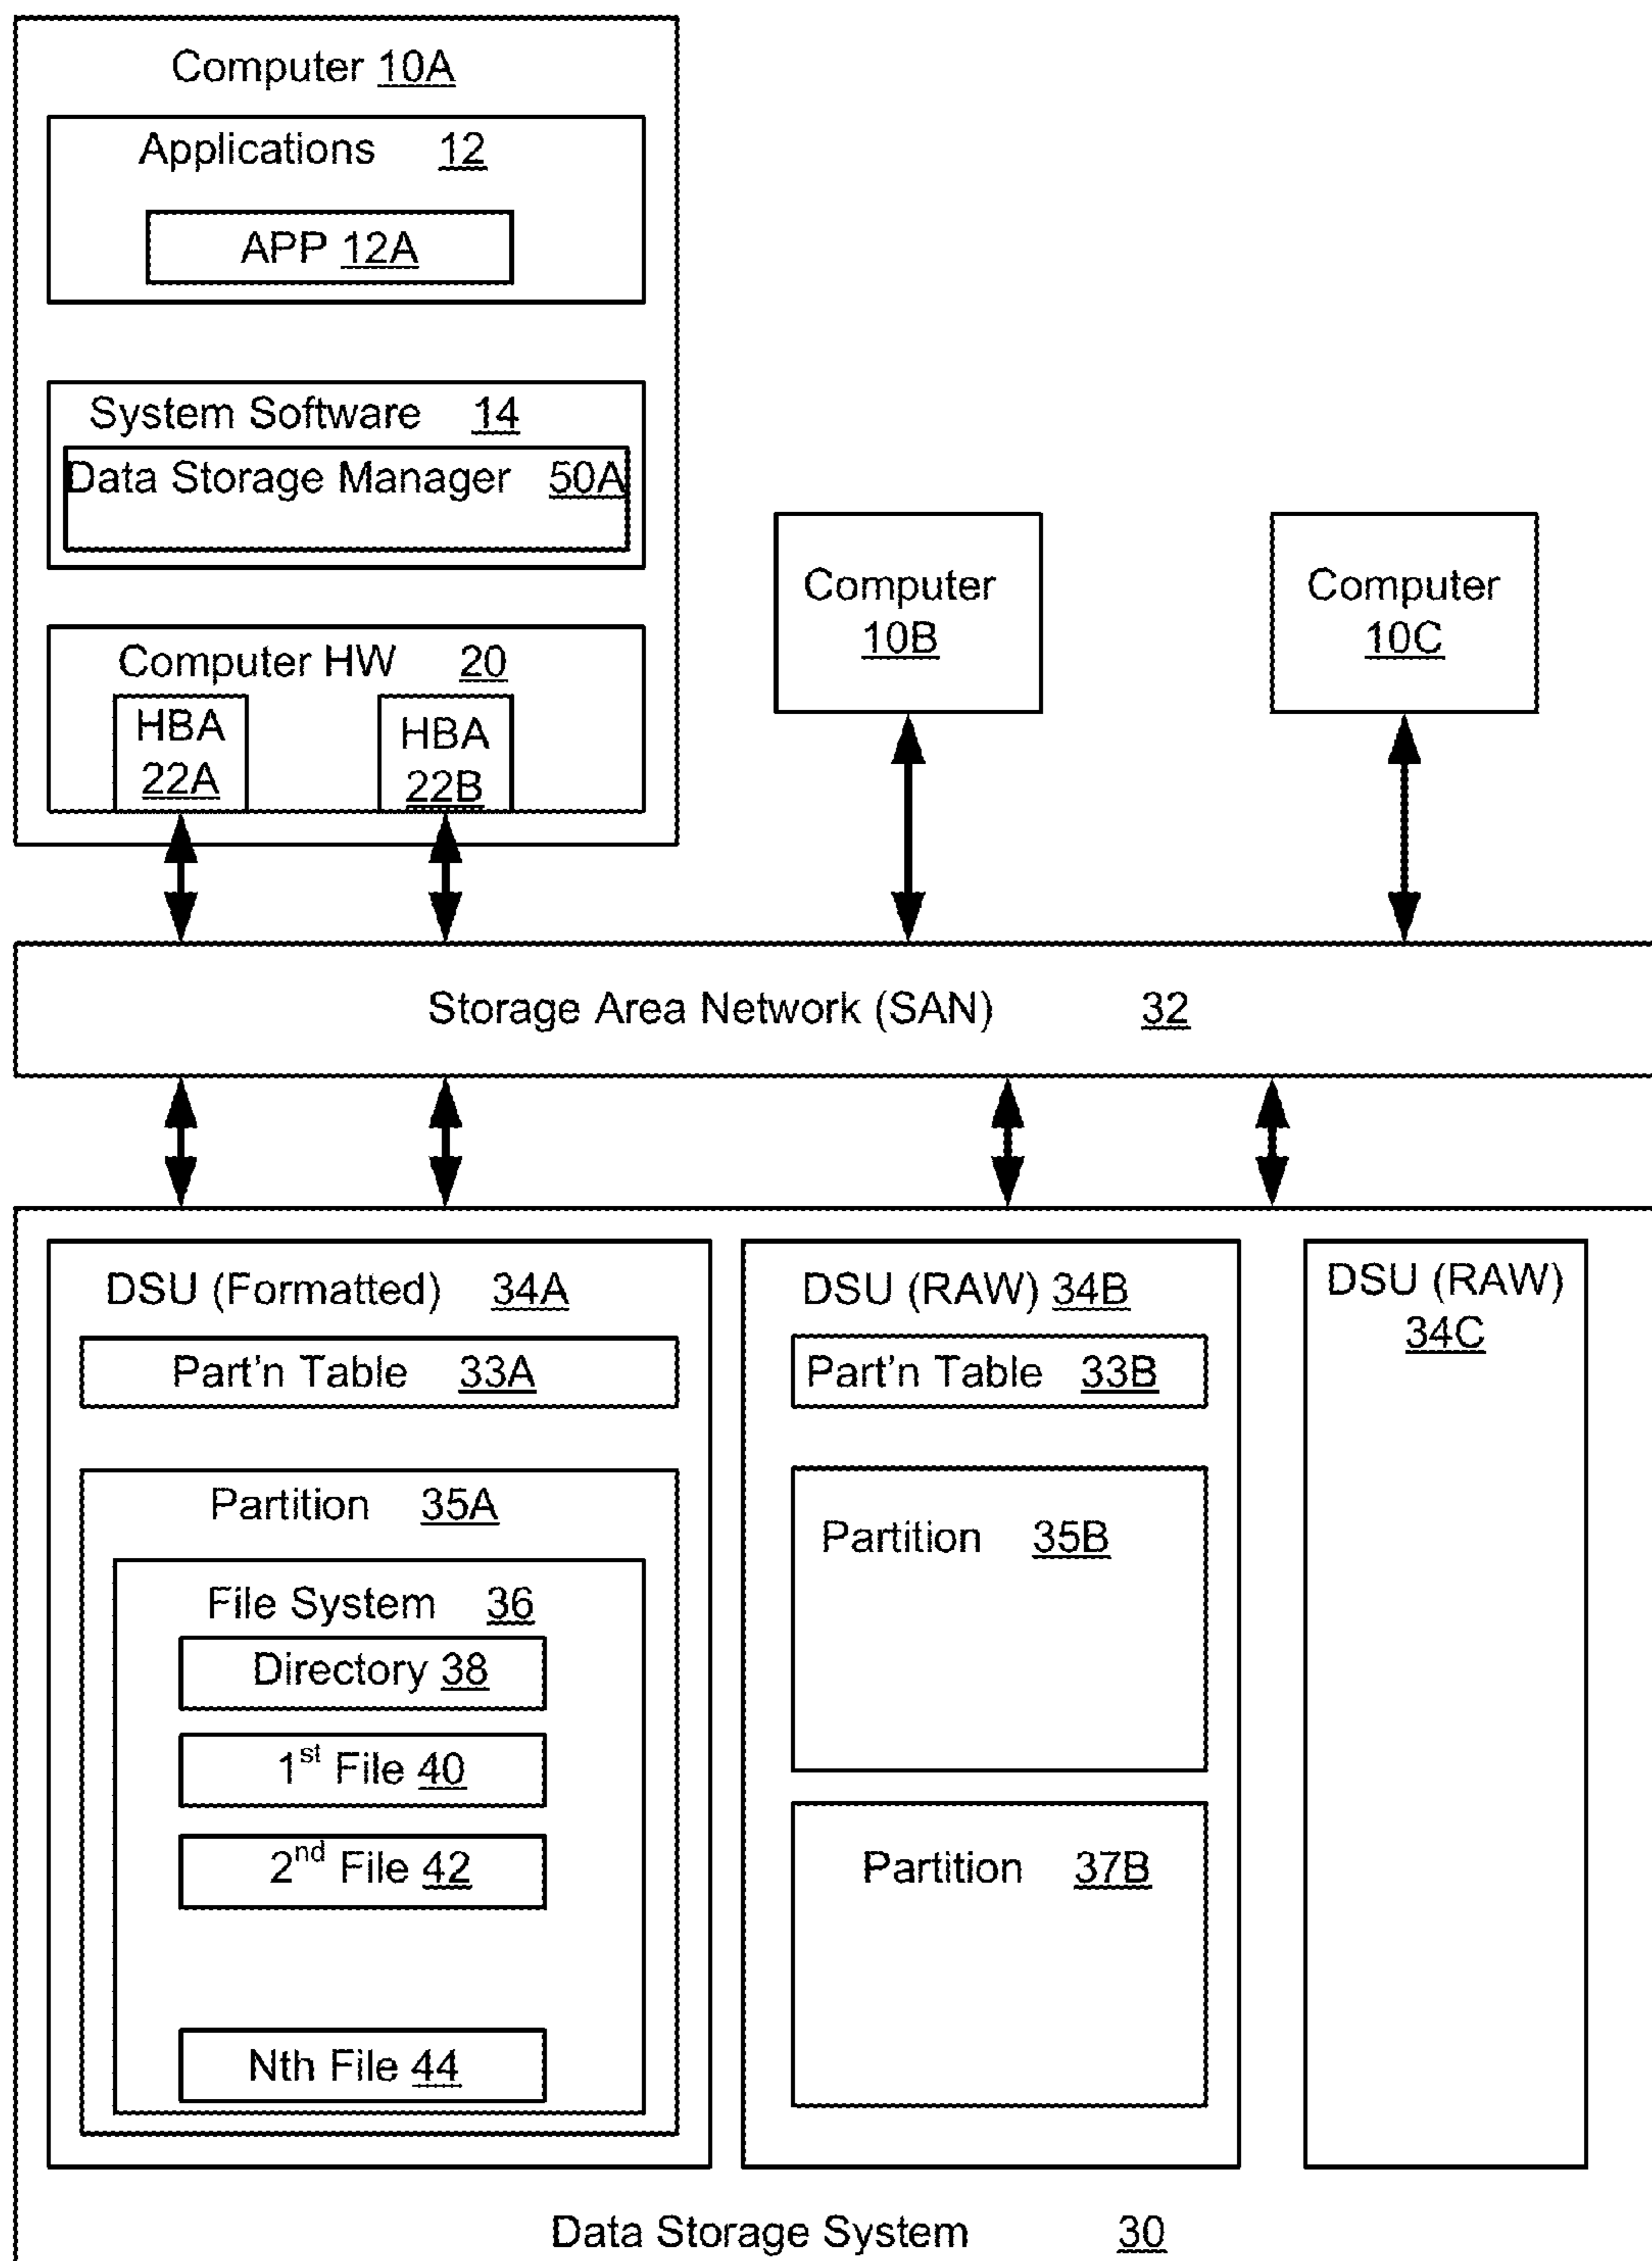 Computer 10A
Applications 12
APP 12A
System Software 14
Data Storage Manager 50A
Computer HW 20
HBA
22A
HBA
22B
Computer
10B
Computer
10C
Storage Area Network (SAN) 32
DSU (Formatted) 34A
Part'n Table 33A
Partition 35A
File System 36
Directory 38
1st File 40
2nd File 42
Nth File 44
DSU (RAW) 34B
Part'n Table 33B
Partition 35B
Partition 37B
DSU (RAW)
34C
Data Storage System 30